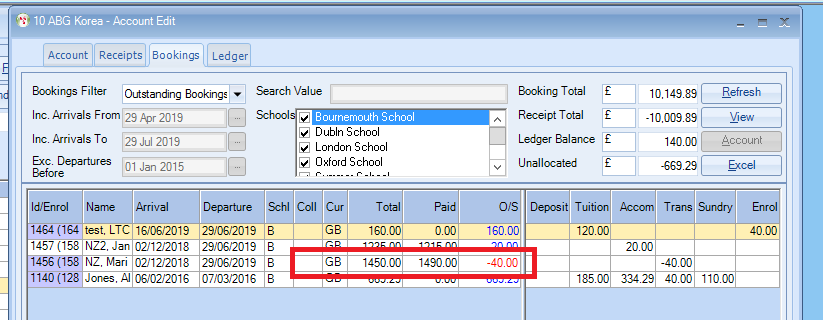 10 ABG Korea - Account Edit
Account Receipts Bookings Ledger
Bookings Filter Outstanding Bookings Search Value Booking Total £ 10,149.89 Refresh
Inc. Arrivals From 29 Apr 2019 ... Schools Bournemouth School Receipt Total £ -10,009.89 View
Dubln School
Inc. Arrivals To 29 Jul 2019 ... London School Ledger Balance £ 140.00 Account
Oxford School
Exc. Departures Before 01 Jan 2015 ... Unallocated £ -669.29 Excel
Id/Enrol Name Arrival Departure Schl Coll Cur Total Paid O/S Deposit Tuition Accom Trans Sundry Enrol
1464 (164 test, LTC 16/06/2019 29/06/2019 B GB 160.00 0.00 160.00 120.00 40.00
1457 (158 NZ2, Jan 02/12/2018 29/06/2019 B GB 1235.00 1215.00 20.00 20.00
1456 (158 NZ, Mari 02/12/2018 29/06/2019 B GB 1450.00 1490.00 -40.00 -40.00
1140 (128 Jones, Al 06/02/2016 07/03/2016 B GB 669.29 0.00 669.29 185.00 334.29 40.00 110.00